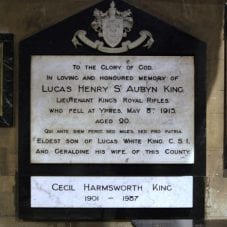 To the Glory of God.
In loving and honoured memory of
Lucas Henry St Aubyn King
Lieutenant King's Royal Rifles
who fell at Ypres, May 8th 1915.
aged 20.
Qui ante diem periit, sed miles, sed pro patria.
Eldest son of Lucas White King. C.S.I.
and Geraldine his wife of this County.
Cecil Harmsworth King
1901 - 1987